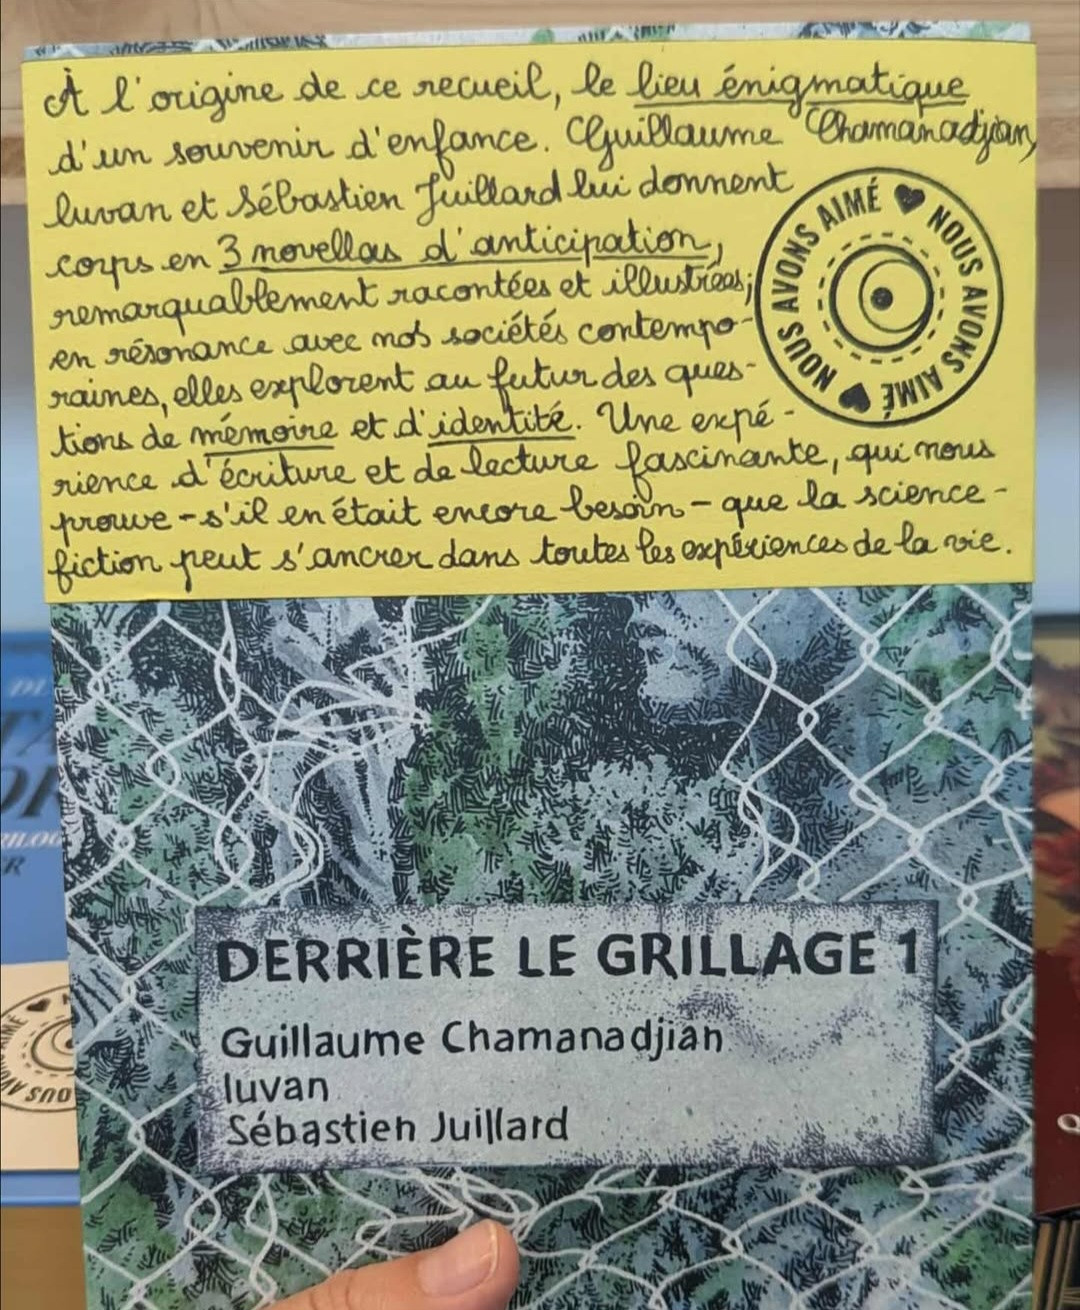 À l'origine de ce recueil, le lieu énigmatique
d'un souvenir d'enfance. Guillaume Chamanadjian,
luvan et Sébastien Juillard lui donnent
corps en 3 novellas d'anticipation,
remarquablement racontées et illustrées;
en résonance avec nos sociétés contempo-
raines, elles explorent au futur des ques-
tions de mémoire et d'identité. Une expé-
rience d'écriture et de lecture fascinante, qui nous
prouve - s'il en était encore besoin - que la science-
fiction peut s'ancrer dans toutes les expériences de la vie.
NOUS AVONS AIMÉ ♥ NOUS AVONS AIMÉ ♥
DERRIÈRE LE GRILLAGE 1
Guillaume Chamanadjian
luvan
Sébastien Juillard